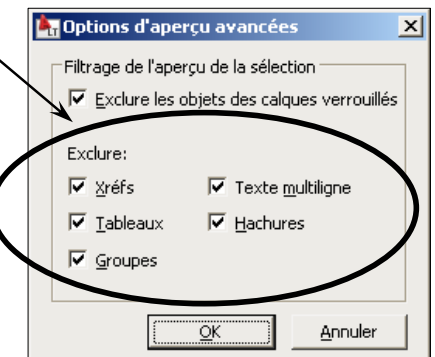 Options d'aperçu avancées
Filtrage de l'aperçu de la sélection
Exclure les objets des calques verrouillés
Exclure:
Xréfs Texte multiligne
Tableaux Hachures
Groupes
OK Annuler